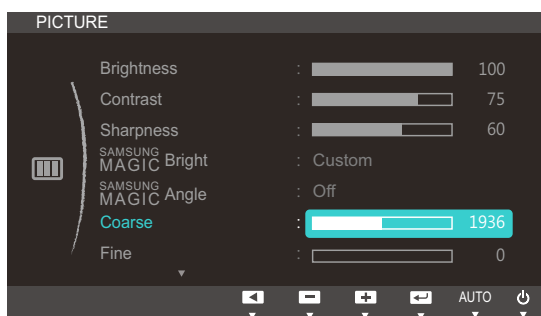 PICTURE
Brightness : 100
Contrast : 75
Sharpness : 60
SAMSUNG MAGIC Bright : Custom
SAMSUNG MAGIC Angle : Off
Coarse : 1936
Fine : 0
AUTO